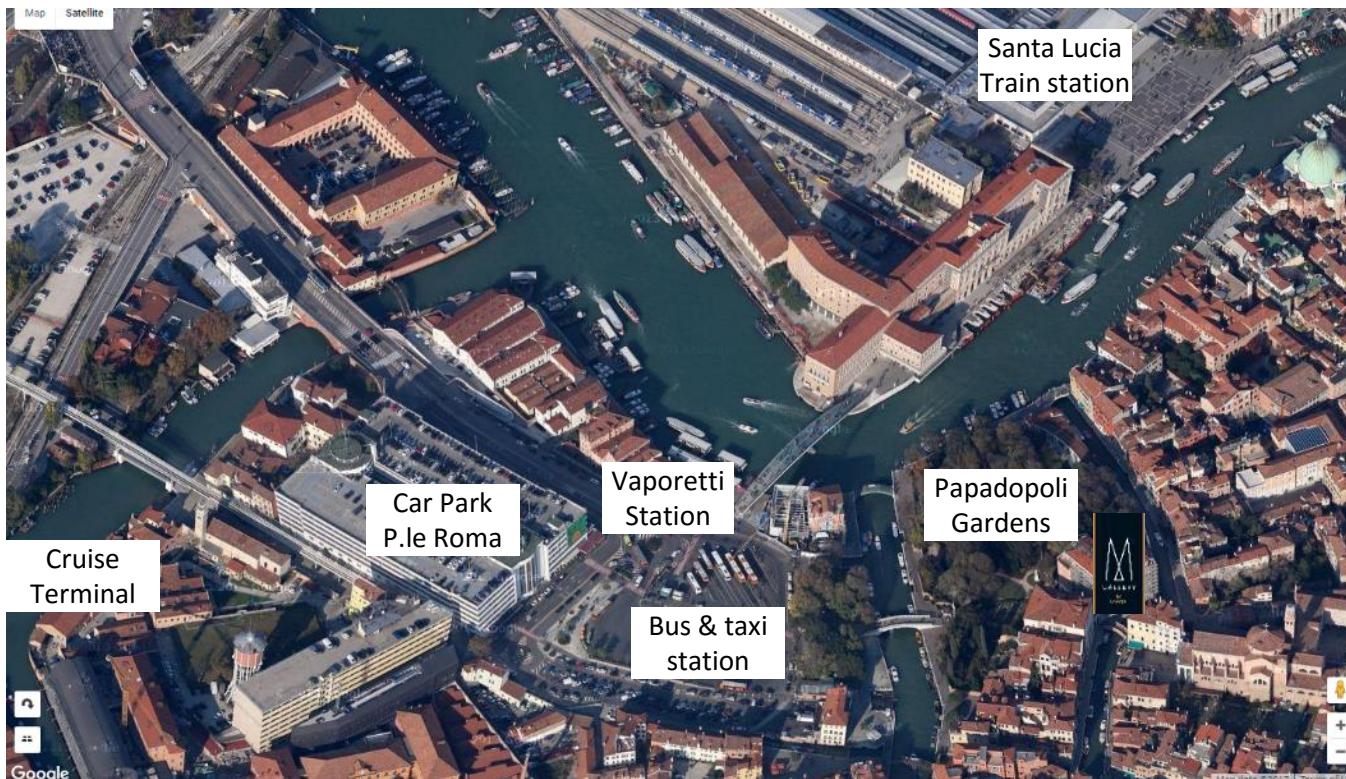 Map Satellite
Santa Lucia
Train station
Vaporetti
Station
Papadopoli
Gardens
Car Park
P.le Roma
Cruise
Terminal
Bus & taxi
station
Google